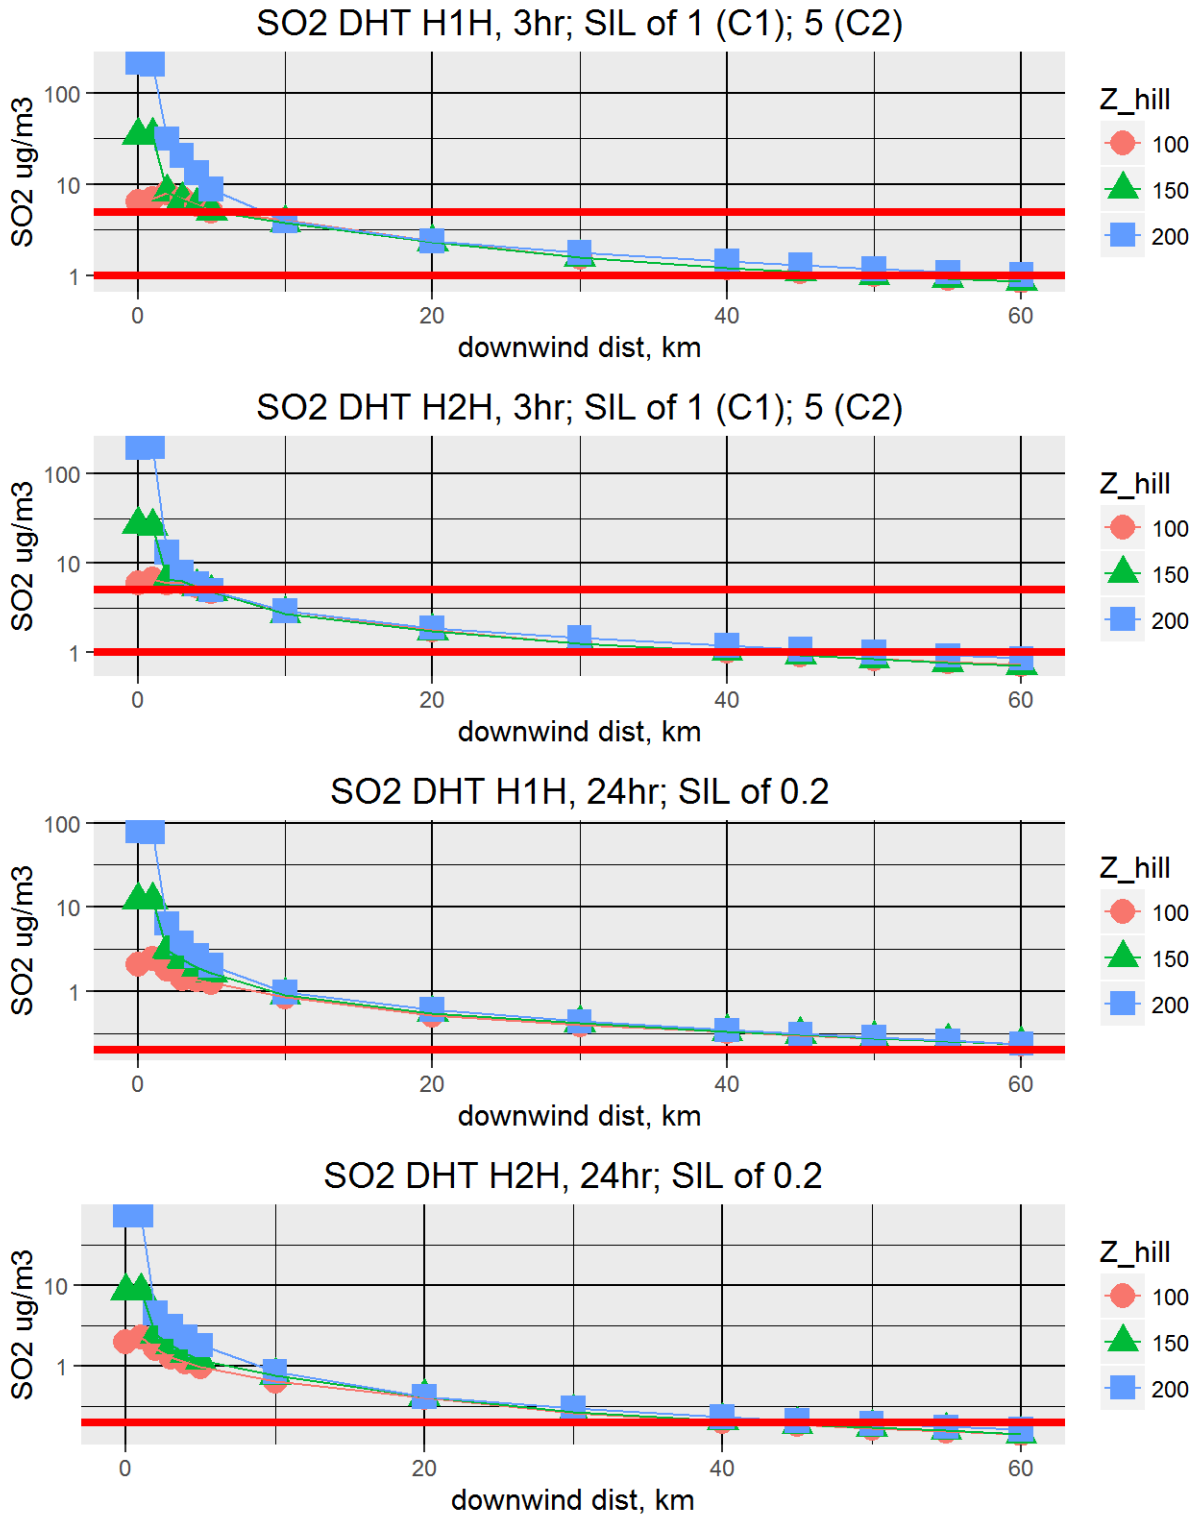 SO2 DHT H1H, 3hr; SIL of 1 (C1); 5 (C2)
SO2 ug/m3
100
10
1
0 20 40 60
downwind dist, km
Z_hill
100
150
200
SO2 DHT H2H, 3hr; SIL of 1 (C1); 5 (C2)
SO2 ug/m3
100
10
1
0 20 40 60
downwind dist, km
Z_hill
100
150
200
SO2 DHT H1H, 24hr; SIL of 0.2
SO2 ug/m3
100
10
1
0 20 40 60
downwind dist, km
Z_hill
100
150
200
SO2 DHT H2H, 24hr; SIL of 0.2
SO2 ug/m3
10
1
0 20 40 60
downwind dist, km
Z_hill
100
150
200